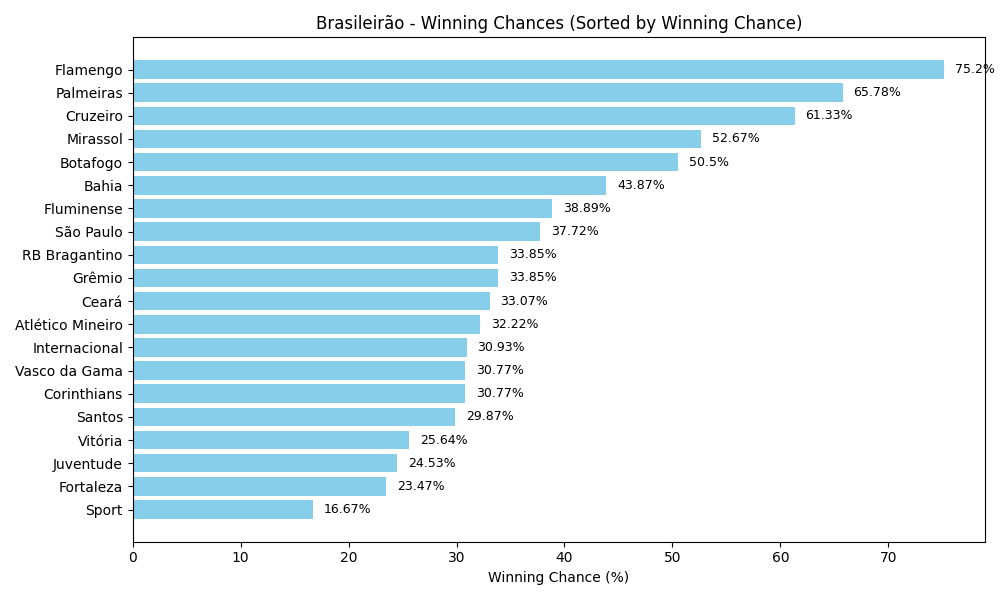 Brasileirão - Winning Chances (Sorted by Winning Chance)
Flamengo 75.2%
Palmeiras 65.78%
Cruzeiro 61.33%
Mirassol 52.67%
Botafogo 50.5%
Bahia 43.87%
Fluminense 38.89%
São Paulo 37.72%
RB Bragantino 33.85%
Grêmio 33.85%
Ceará 33.07%
Atlético Mineiro 32.22%
Internacional 30.93%
Vasco da Gama 30.77%
Corinthians 30.77%
Santos 29.87%
Vitória 25.64%
Juventude 24.53%
Fortaleza 23.47%
Sport 16.67%
0 10 20 30 40 50 60 70
Winning Chance (%)